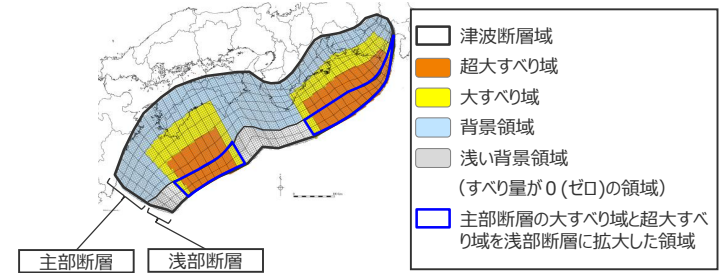 津波断層域
超大すべり域
大すべり域
背景領域
浅い背景領域
（すべり量が０(ゼロ)の領域）
主部断層の大すべり域と超大すべ
り域を浅部断層に拡大した領域
主部断層
浅部断層